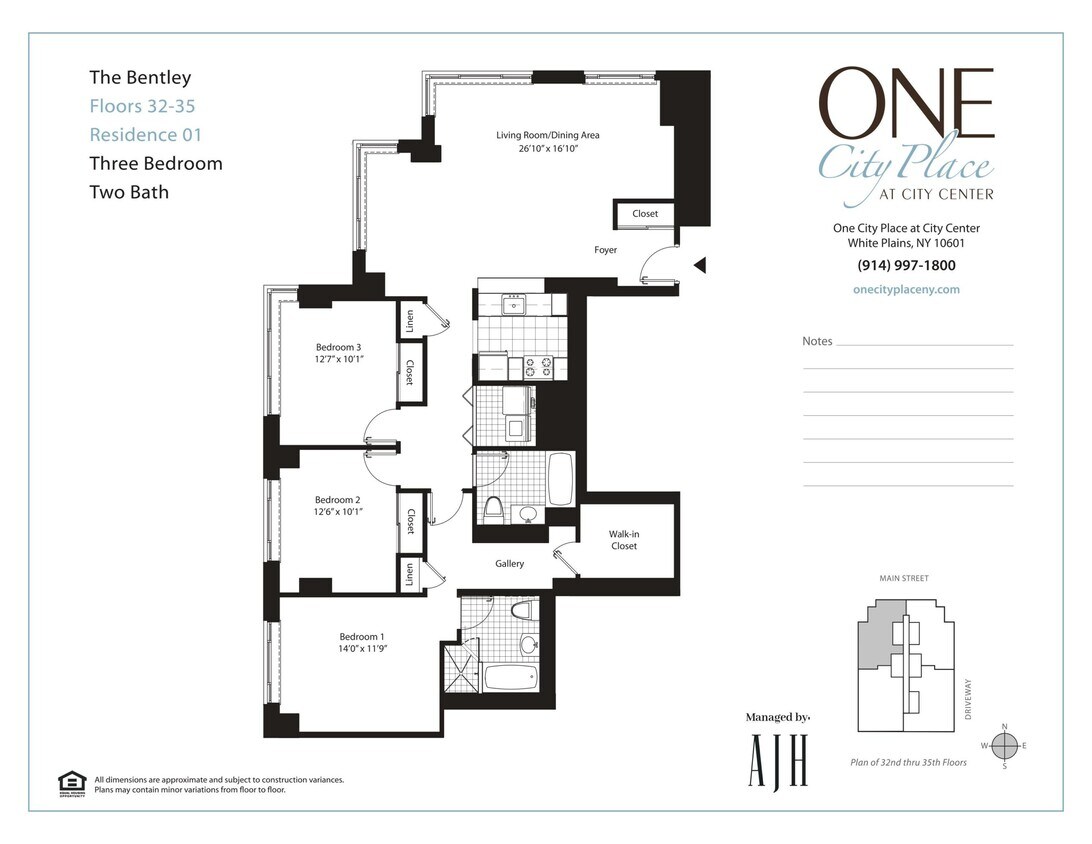 The Bentley
Floors 32-35
Residence 01
Three Bedroom
Two Bath
Living Room/Dining Area
26'10" x 16'10"
Closet
Foyer
Linen
Bedroom 3
12'7" x 10'1"
Closet
Bedroom 2
12'6" x 10'1"
Closet
Linen
Walk-in
Closet
Gallery
Bedroom 1
14'0" x 11'9"
ONE
City Place
AT CITY CENTER
One City Place at City Center
White Plains, NY 10601
(914) 997-1800
onecityplaceny.com
Notes
MAIN STREET
DRIVEWAY
N
W
E
S
Plan of 32nd thru 35th Floors
Managed by:
AJH
EQUAL HOUSING
OPPORTUNITY
All dimensions are approximate and subject to construction variances.
Plans may contain minor variations from floor to floor.